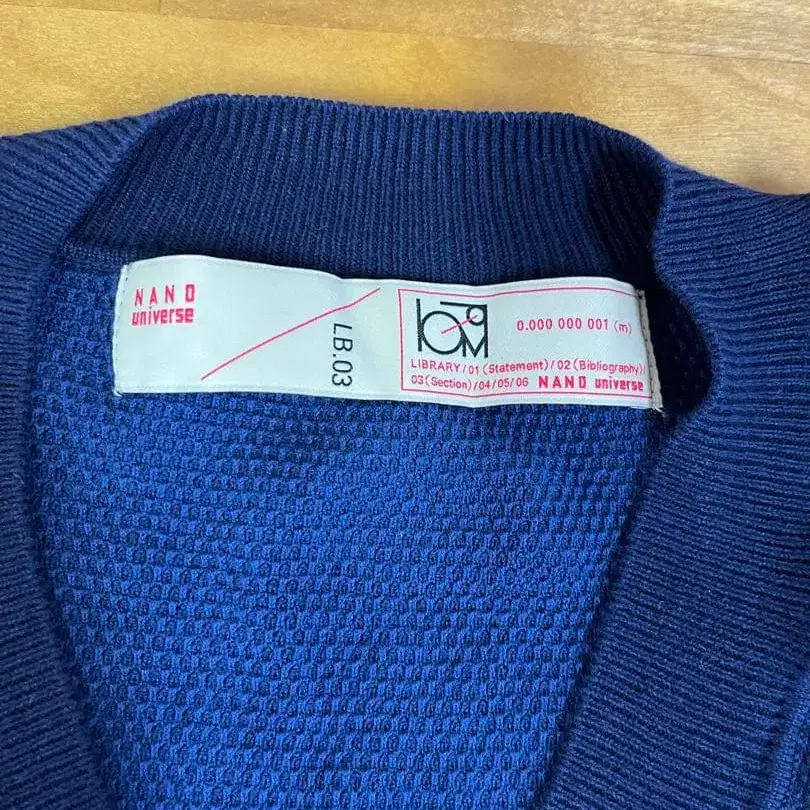 NANO
universe
LB.03
0.000 000 001 (m)
LIBRARY/01 (Statement)/02 (Bibliography)/
03(Section)/04/05/06 NANO universe